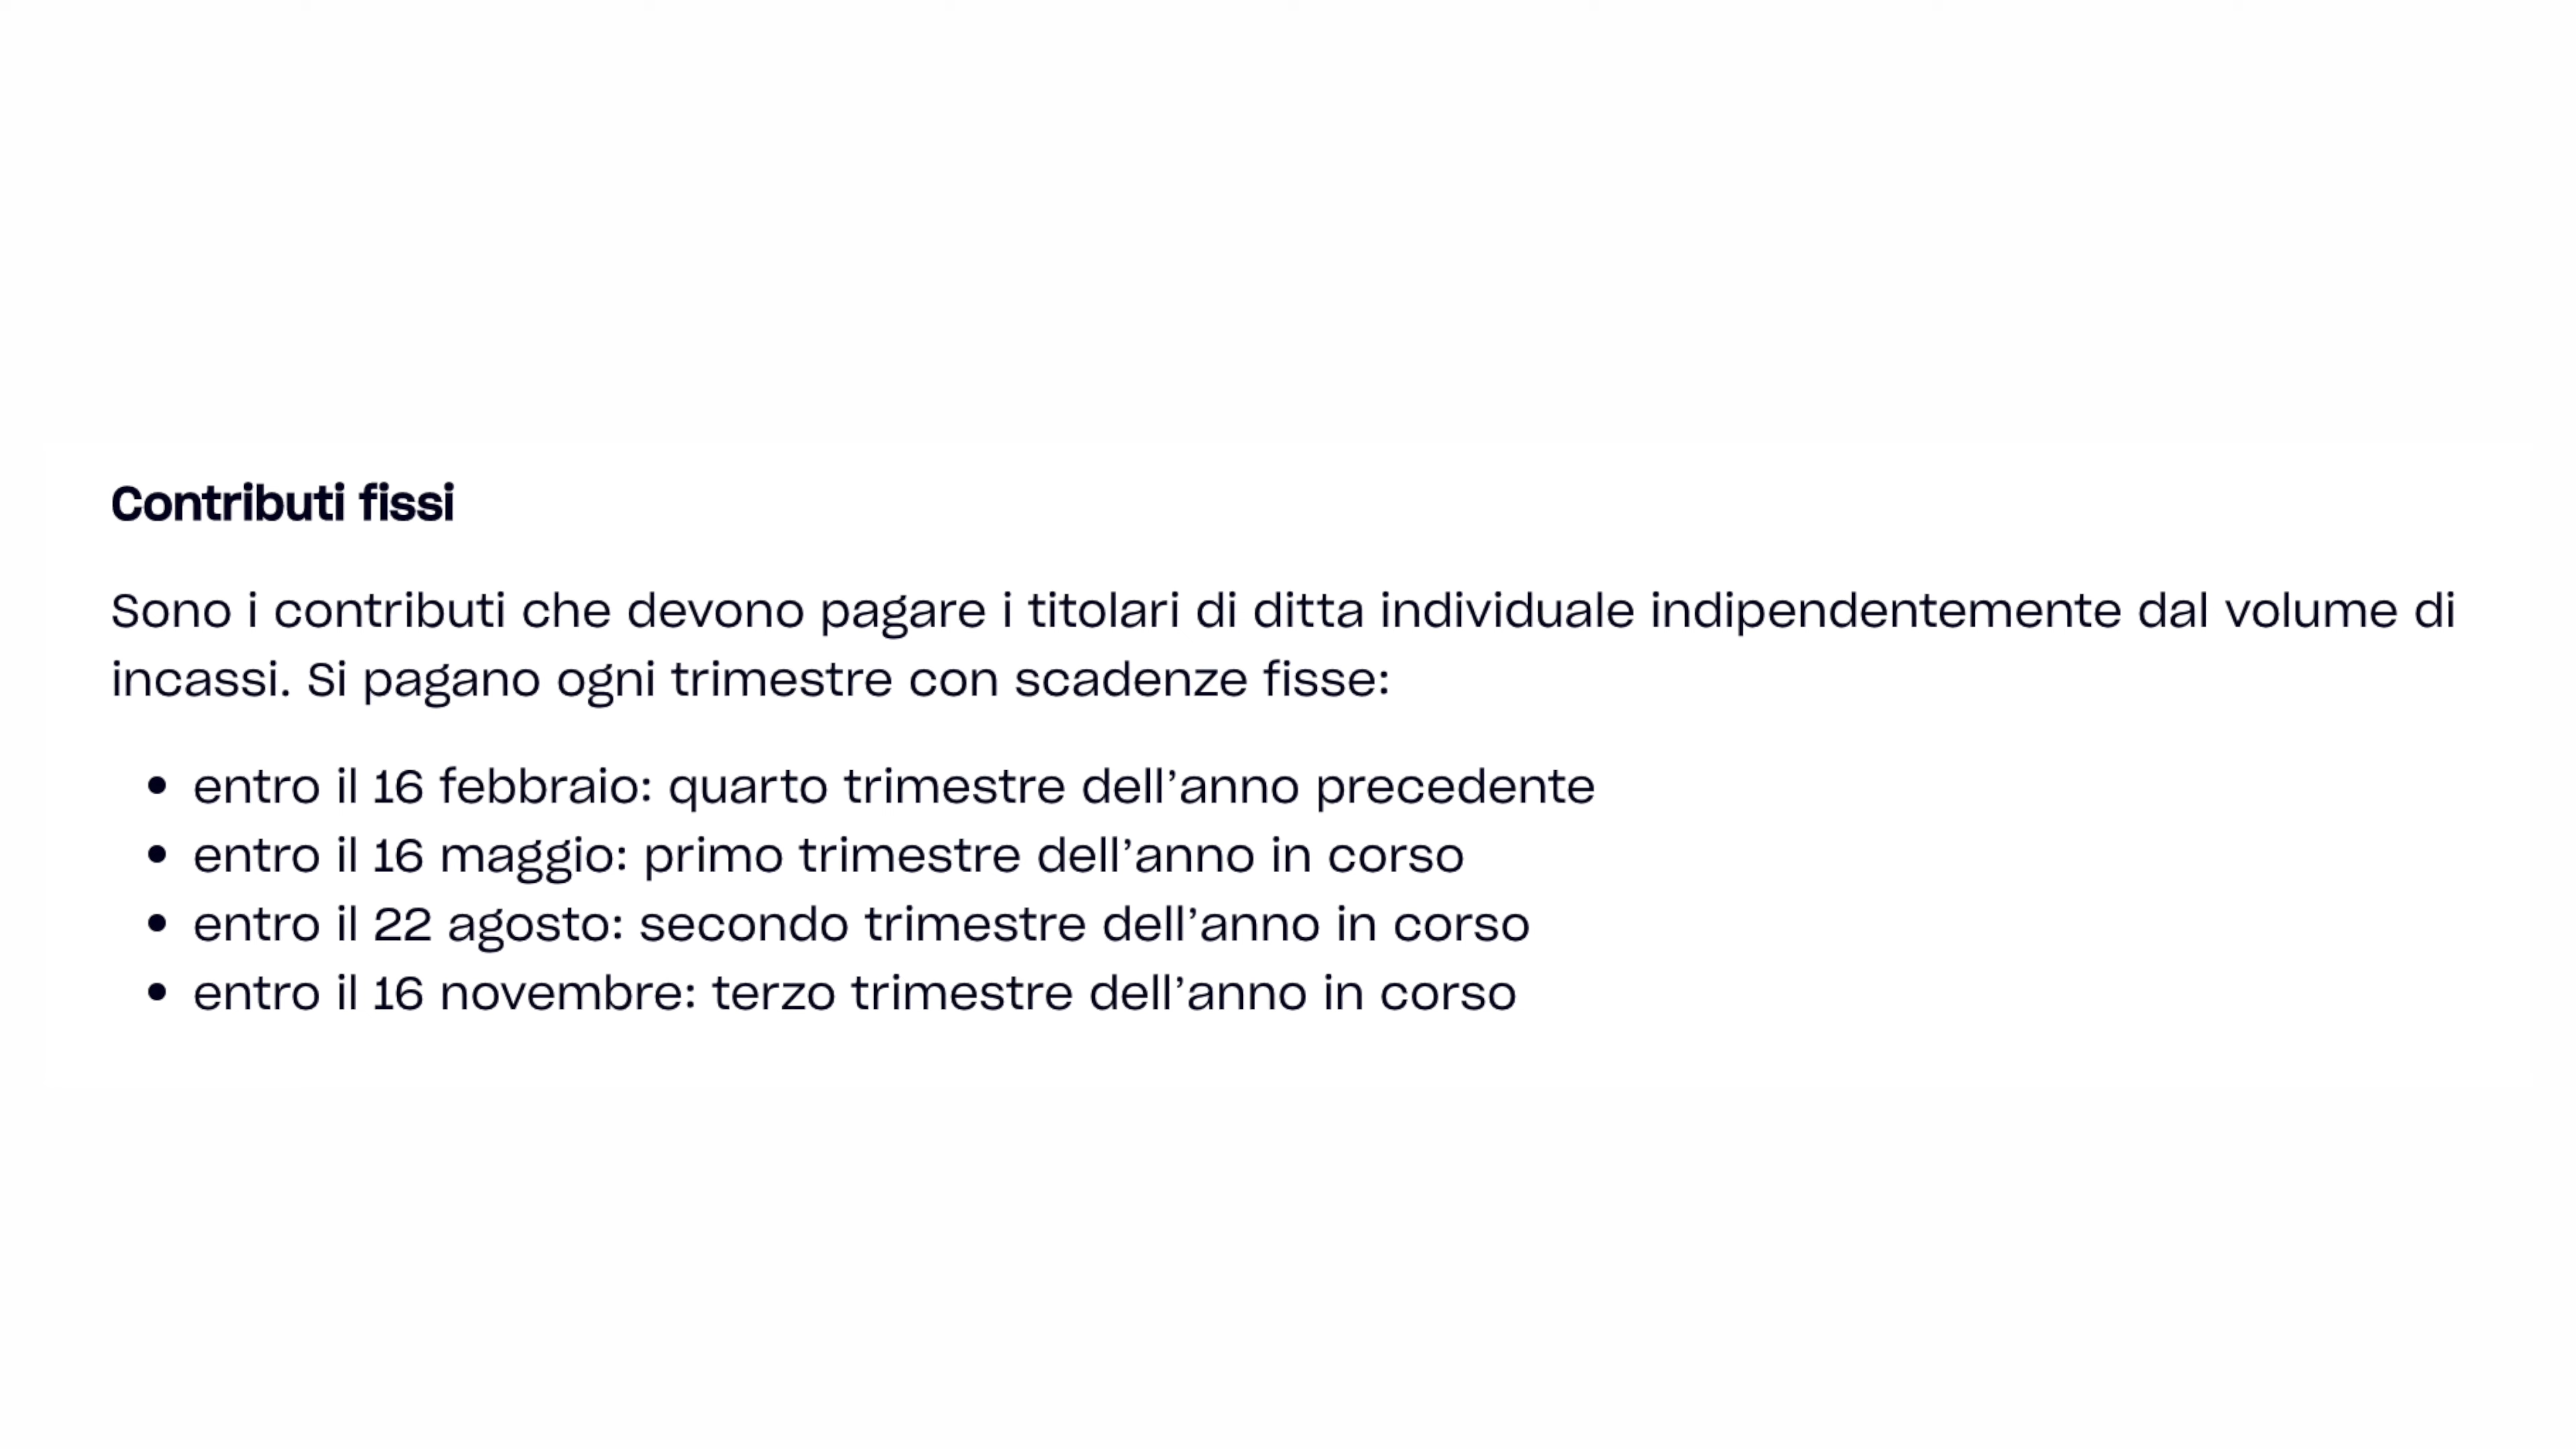 Contributi fissi
Sono i contributi che devono pagare i titolari di ditta individuale indipendentemente dal volume di
incassi. Si pagano ogni trimestre con scadenze fisse:
• entro il 16 febbraio: quarto trimestre dell’anno precedente
• entro il 16 maggio: primo trimestre dell’anno in corso
• entro il 22 agosto: secondo trimestre dell’anno in corso
• entro il 16 novembre: terzo trimestre dell’anno in corso